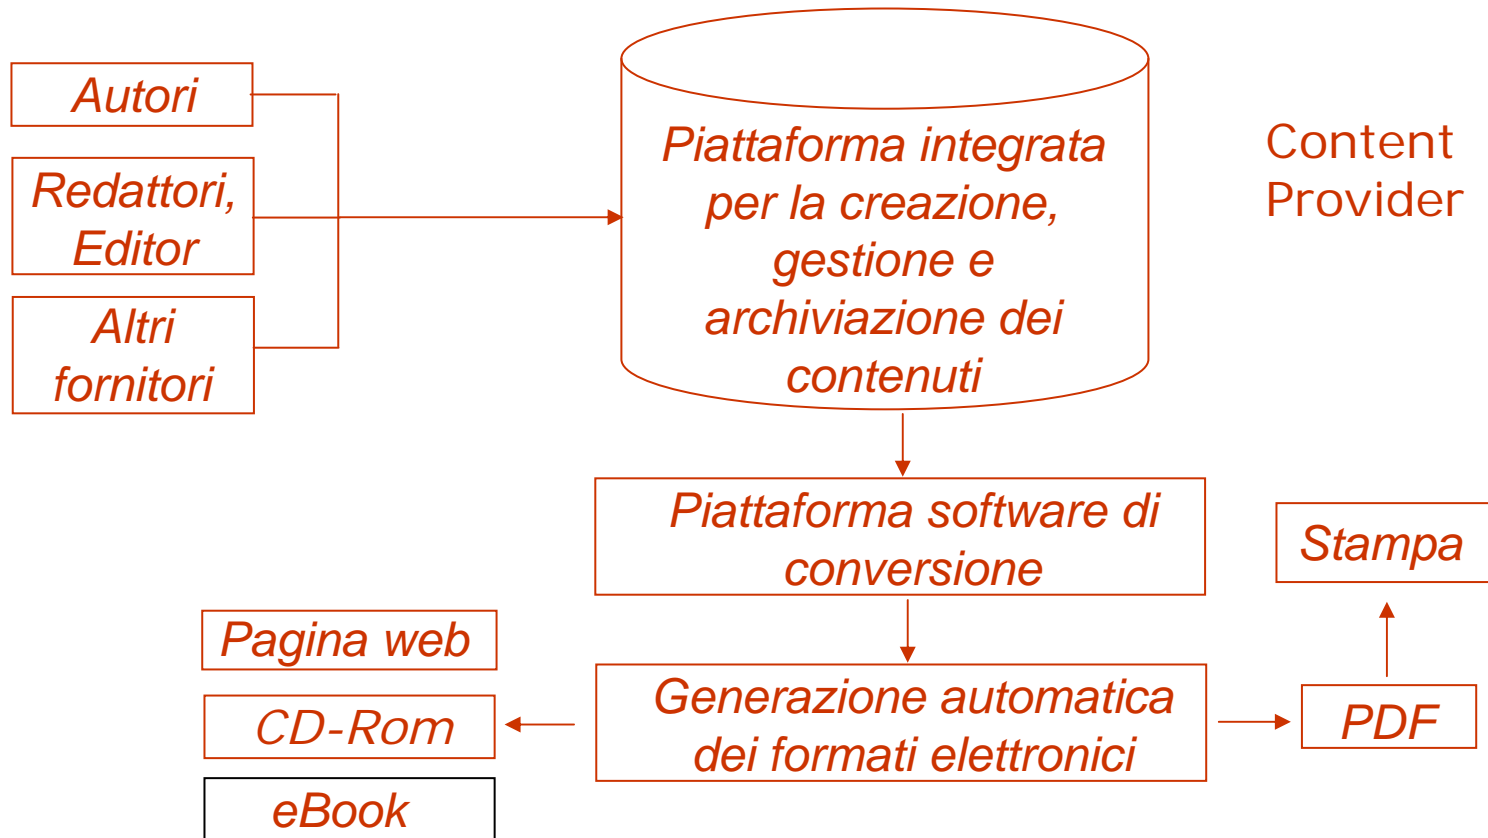 Autori
Redattori,
Editor
Altri
fornitori
Piattaforma integrata
per la creazione,
gestione e
archiviazione dei
contenuti
Content
Provider
Piattaforma software di
conversione
Stampa
Pagina web
CD-Rom
eBook
Generazione automatica
dei formati elettronici
PDF